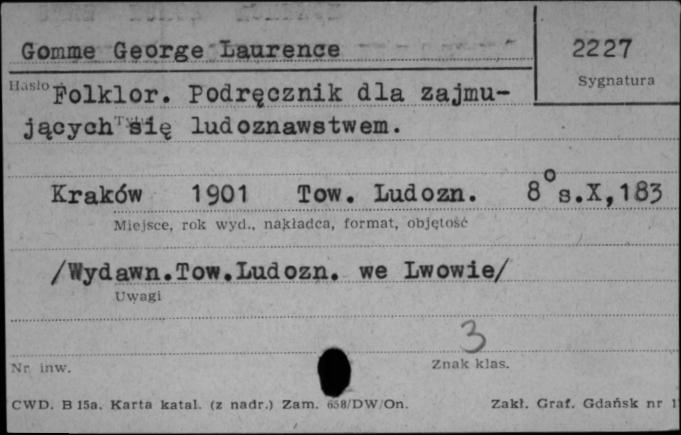 Gomme George Laurence 2227
Hasło Sygnatura
Folklor. Podręcznik dla zajmu-
jących się ludoznawstwem.
Kraków 1901 Tow. Ludozn. 8° s.X,183
Miejsce, rok wyd., nakładca, format, objętość
/Wydawn.Tow.Ludozn. we Lwowie/
Uwagi
3
Nr inw. Znak klas.
CWD. B 15a. Karta katal. (z nadr.) Zam. 658/DW/On. Zakł. Graf. Gdańsk nr 1